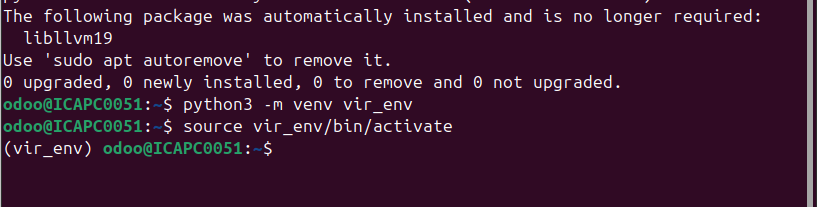 The following package was automatically installed and is no longer required:
  libllvm19
Use 'sudo apt autoremove' to remove it.
0 upgraded, 0 newly installed, 0 to remove and 0 not upgraded.
odoo@ICAPC0051:~$ python3 -m venv vir_env
odoo@ICAPC0051:~$ source vir_env/bin/activate
(vir_env) odoo@ICAPC0051:~$